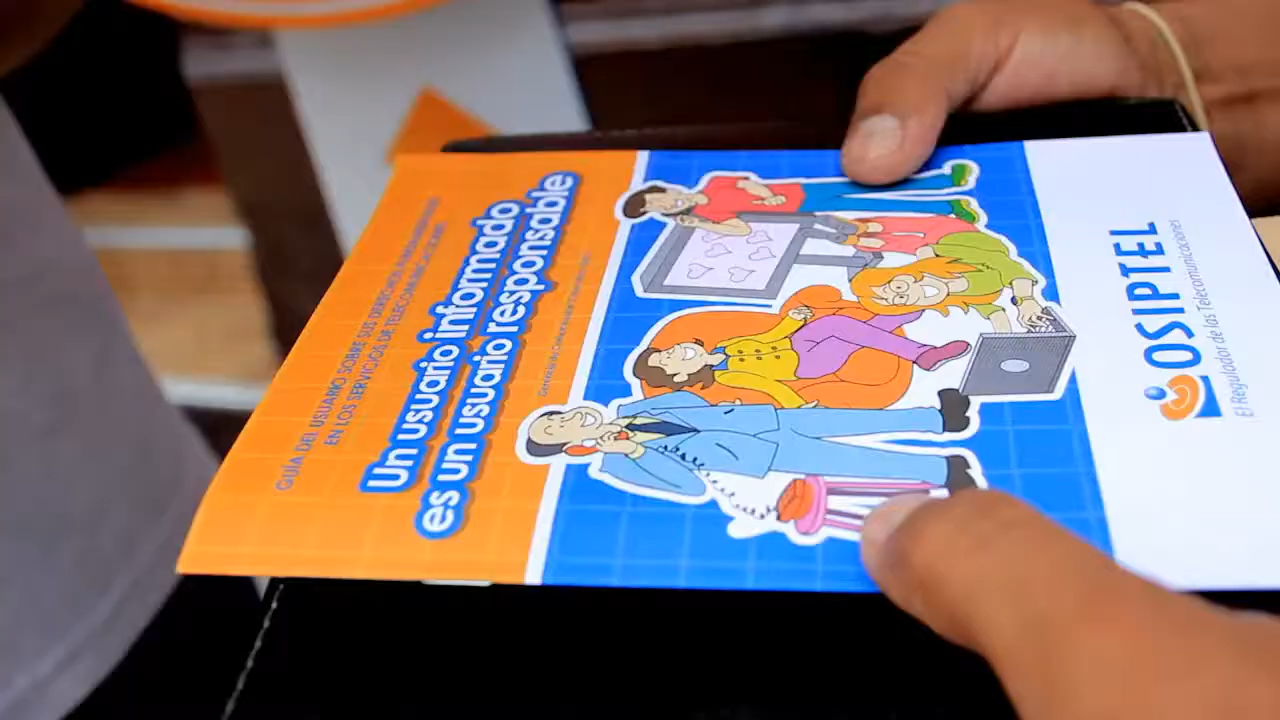 GUÍA DEL USUARIO SOBRE SUS DERECHOS
EN LOS SERVICIOS DE TELECOMUNICACIONES
Un usuario informado
es un usuario responsable
OSIPTEL
El Regulador de las Telecomunicaciones